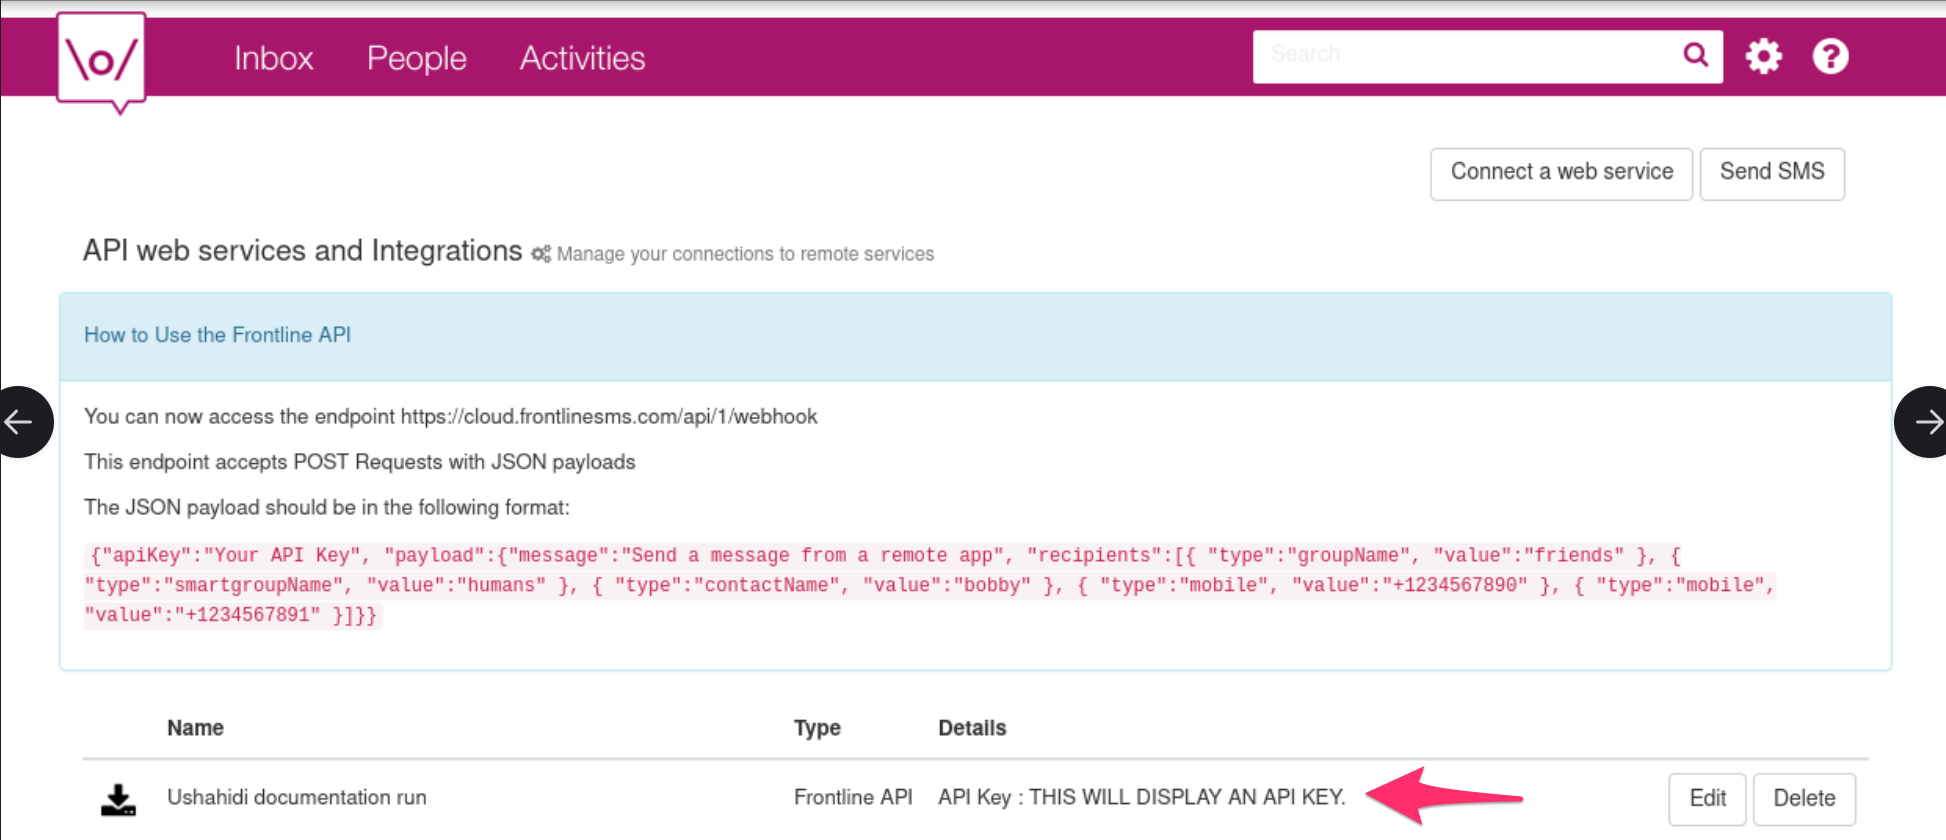 \o/
Inbox People Activities
Search
Connect a web service Send SMS
API web services and Integrations Manage your connections to remote services
How to Use the Frontline API
You can now access the endpoint https://cloud.frontlinesms.com/api/1/webhook
This endpoint accepts POST Requests with JSON payloads
The JSON payload should be in the following format:
{"apiKey":"Your API Key", "payload":{"message":"Send a message from a remote app", "recipients":[{ "type":"groupName", "value":"friends" }, {
"type":"smartgroupName", "value":"humans" }, { "type":"contactName", "value":"bobby" }, { "type":"mobile", "value":"+1234567890" }, { "type":"mobile",
"value":"+1234567891" }]}}
Name Type Details
Ushahidi documentation run Frontline API API Key : THIS WILL DISPLAY AN API KEY. Edit Delete